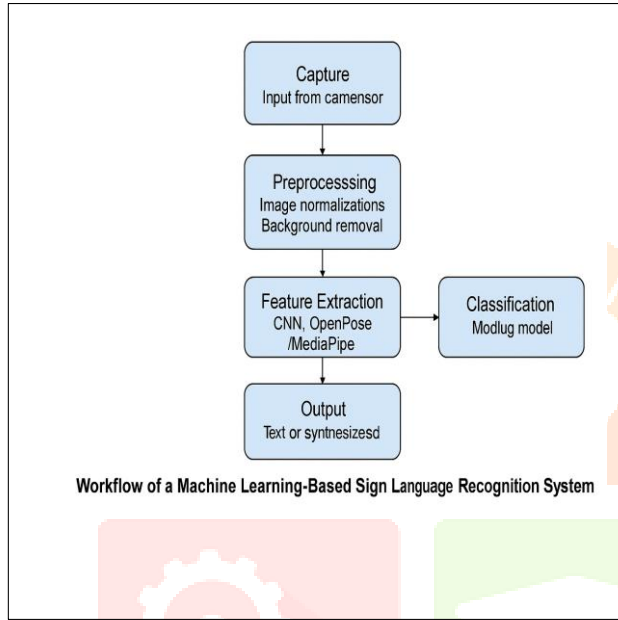 Capture
Input from camensor
Preprocesssing
Image normalizations
Background removal
Feature Extraction
CNN, OpenPose
/MediaPipe
Classification
Modlug model
Output
Text or syntnesizesd
Workflow of a Machine Learning-Based Sign Language Recognition System